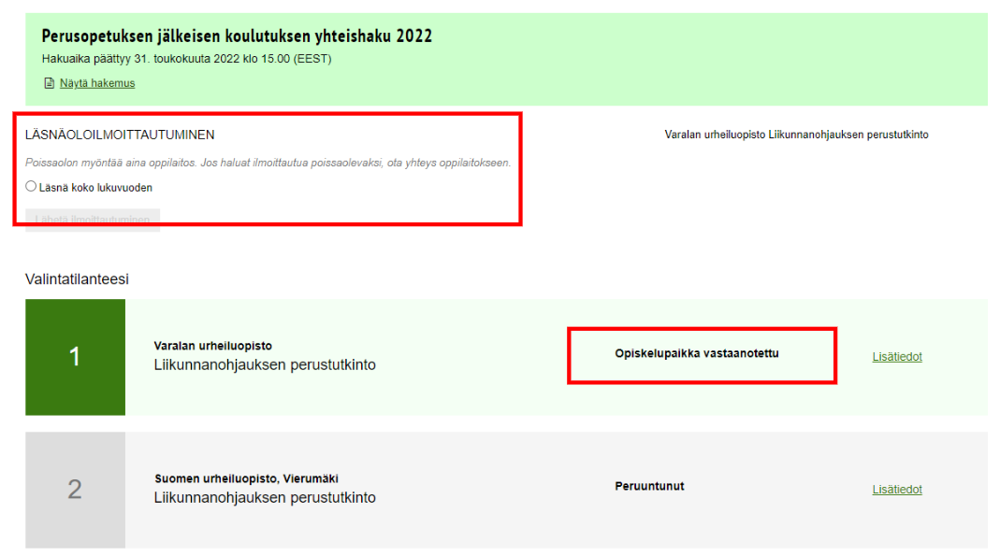 Perusopetuksen jälkeisen koulutuksen yhteishaku 2022
Hakuaika päättyy 31. toukokuuta 2022 klo 15.00 (EEST)
Näytä hakemus
LÄSNÄOLOILMOITTAUTUMINEN
Varalan urheiluopisto Liikunnanohjauksen perustutkinto
Poissaolon myöntää aina oppilaitos. Jos haluat ilmoittautua poissaolevaksi, ota yhteys oppilaitokseen.
Läsnä koko lukuvuoden
Lähetä ilmoittautuminen
Valintatilanteesi
1
Varalan urheiluopisto
Liikunnanohjauksen perustutkinto
Opiskelupaikka vastaanotettu
Lisätiedot
2
Suomen urheiluopisto, Vierumäki
Liikunnanohjauksen perustutkinto
Peruuntunut
Lisätiedot